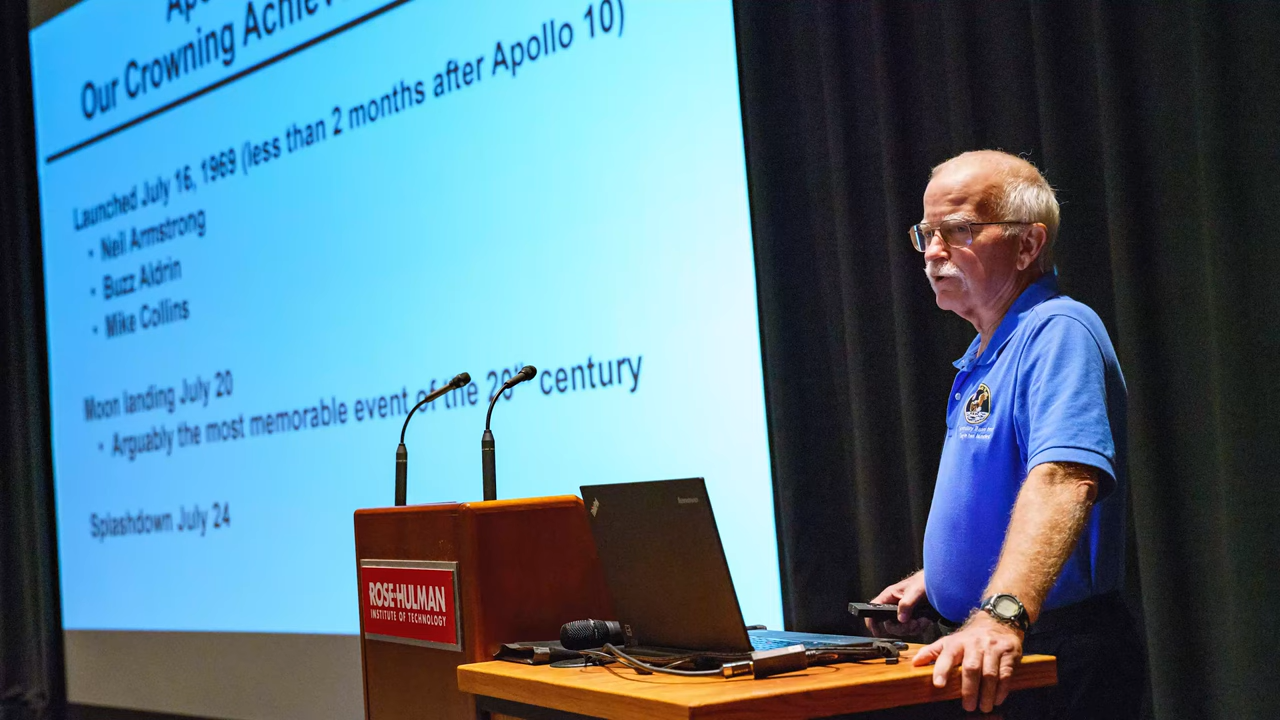 Our Crowning
Launched July 16, 1969 (less than 2 months after Apollo 10)
· Neil Armstrong
· Buzz Aldrin
· Mike Collins
Moon landing July 20
· Arguably the most memorable event of the 20th century
Splashdown July 24
ROSE-HULMAN
INSTITUTE OF TECHNOLOGY